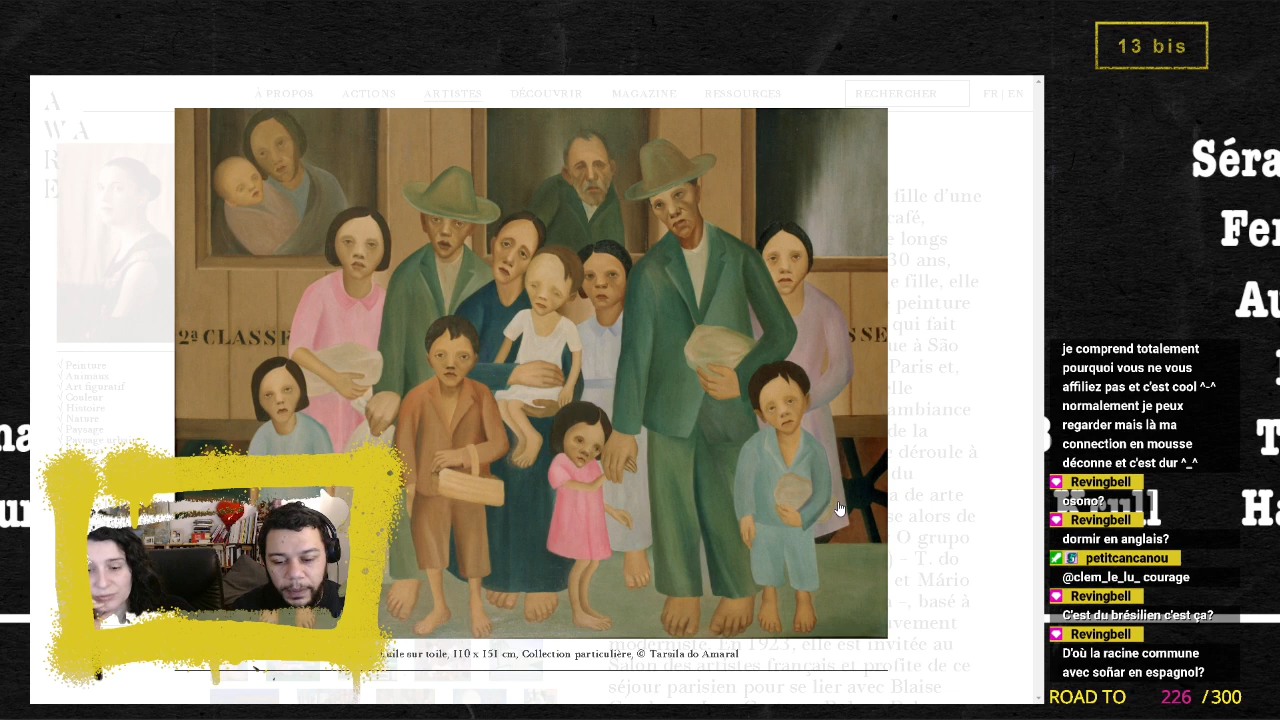 13 bis
À PROPOS
ACTIONS
ARTISTES
DÉCOUVRIR
MAGAZINE
RESSOURCES
RECHERCHER
FR | EN
A
W A
R
E
Peinture
Animaux
Art figuratif
Couleur
Histoire
Nature
Paysage
2ª CLASSE
SSE
fille d'une
café,
longs
30 ans,
fille, elle
peinture
qui fait
à São
Paris et,
elle
ambiance
de la
déroule à
du
a de arte
se alors de
O grupo
– T. do
et Mário
–, basé à
moderniste. En 1923, elle est invitée au
Salon des artistes français et profite de ce
séjour parisien pour se lier avec Blaise
huile sur toile, 110 x 151 cm, Collection particulière, © Tarsila do Amaral
Séra
Fer
Au
T
Ha
je comprend totalement
pourquoi vous ne vous
affiliez pas et c'est cool ^-^
normalement je peux
regarder mais là ma
connection en mousse
déconne et c'est dur ^_^
Revingbell
osono?
Revingbell
dormir en anglais?
petitcancanou
@clem_le_lu_ courage
Revingbell
C'est du brésilien c'est ça?
Revingbell
D'où la racine commune
avec soñar en espagnol?
ROAD TO 226 / 300